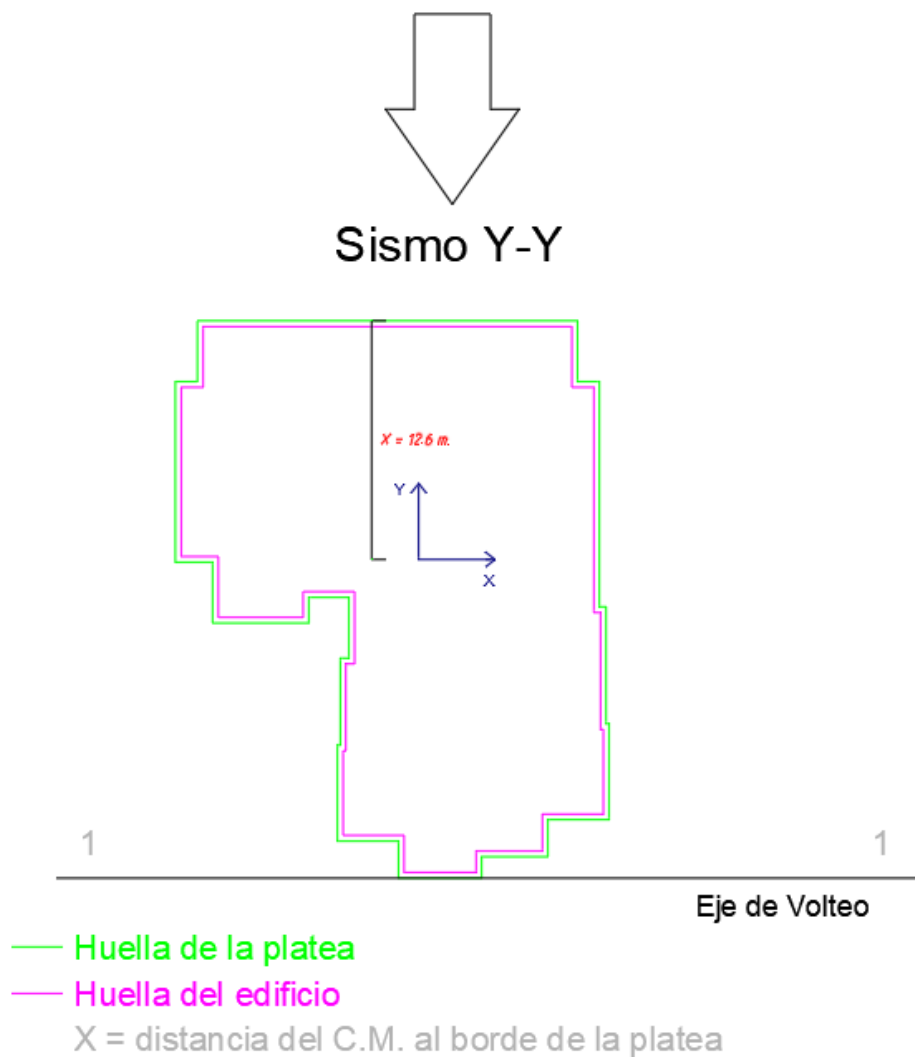 Sismo Y-Y
X = 12.6 m.
Y
X
1
1
Eje de Volteo
Huella de la platea
Huella del edificio
X = distancia del C.M. al borde de la platea